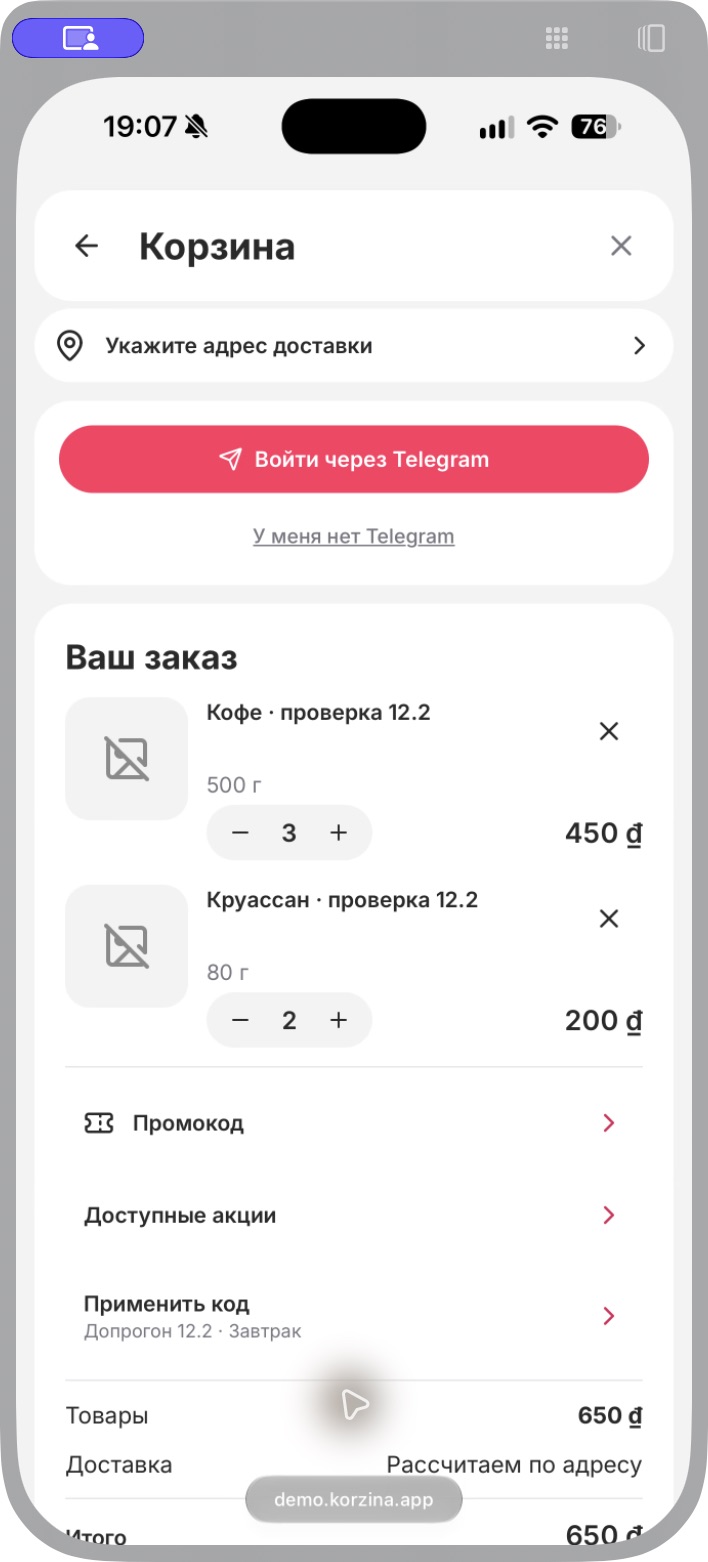 19:07
76
Корзина
Укажите адрес доставки
Войти через Telegram
У меня нет Telegram
Ваш заказ
Кофе · проверка 12.2
500 г
3
450 ₫
Круассан · проверка 12.2
80 г
2
200 ₫
Промокод
Доступные акции
Применить код
Допрогон 12.2 · Завтрак
Товары 650 ₫
Доставка Рассчитаем по адресу
demo.korzina.app
Итого 650 ₫